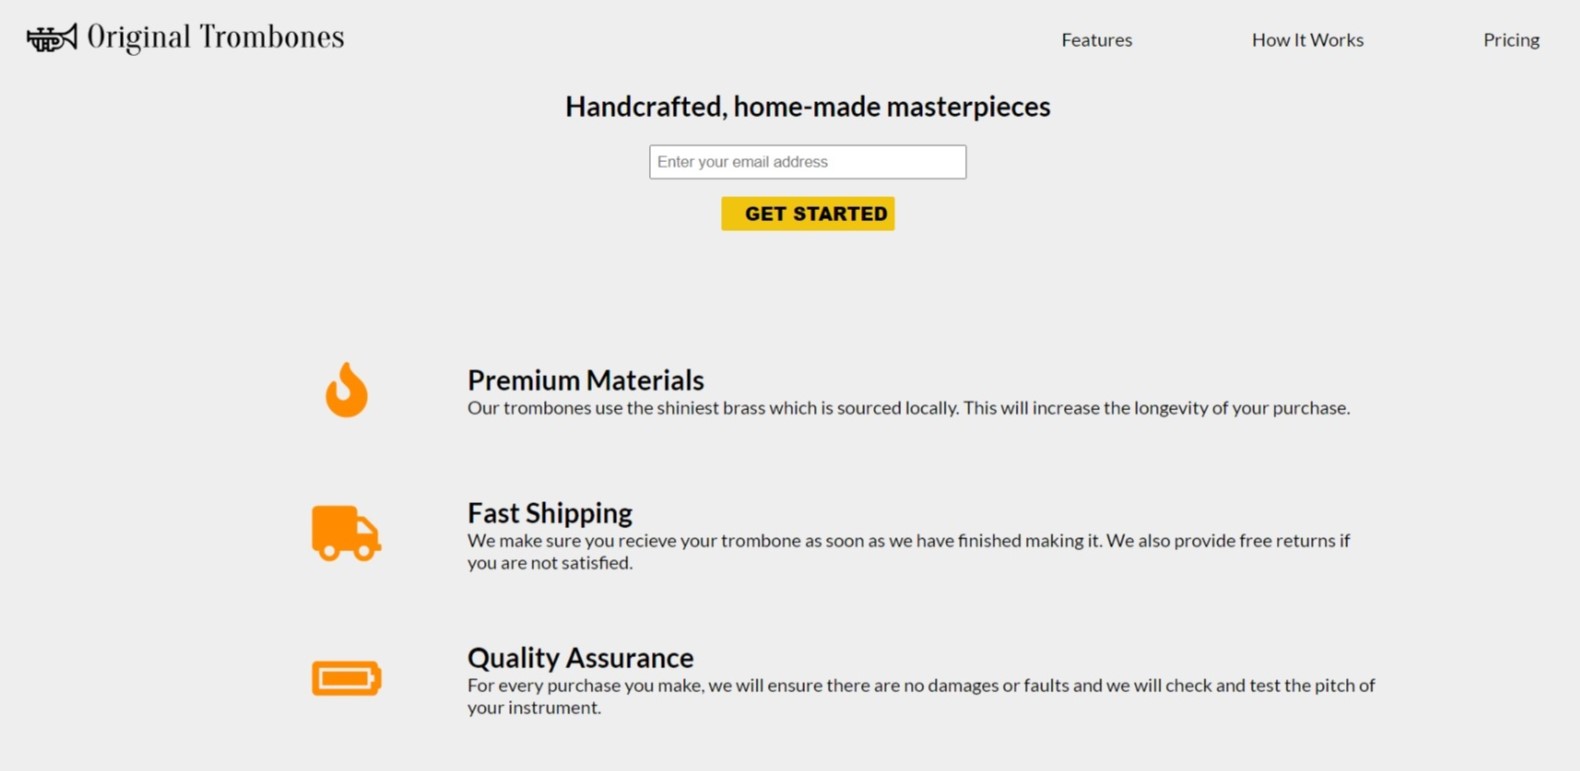 Original Trombones
Features
How It Works
Pricing
Handcrafted, home-made masterpieces
Enter your email address
GET STARTED
Premium Materials
Our trombones use the shiniest brass which is sourced locally. This will increase the longevity of your purchase.
Fast Shipping
We make sure you recieve your trombone as soon as we have finished making it. We also provide free returns if
you are not satisfied.
Quality Assurance
For every purchase you make, we will ensure there are no damages or faults and we will check and test the pitch of
your instrument.